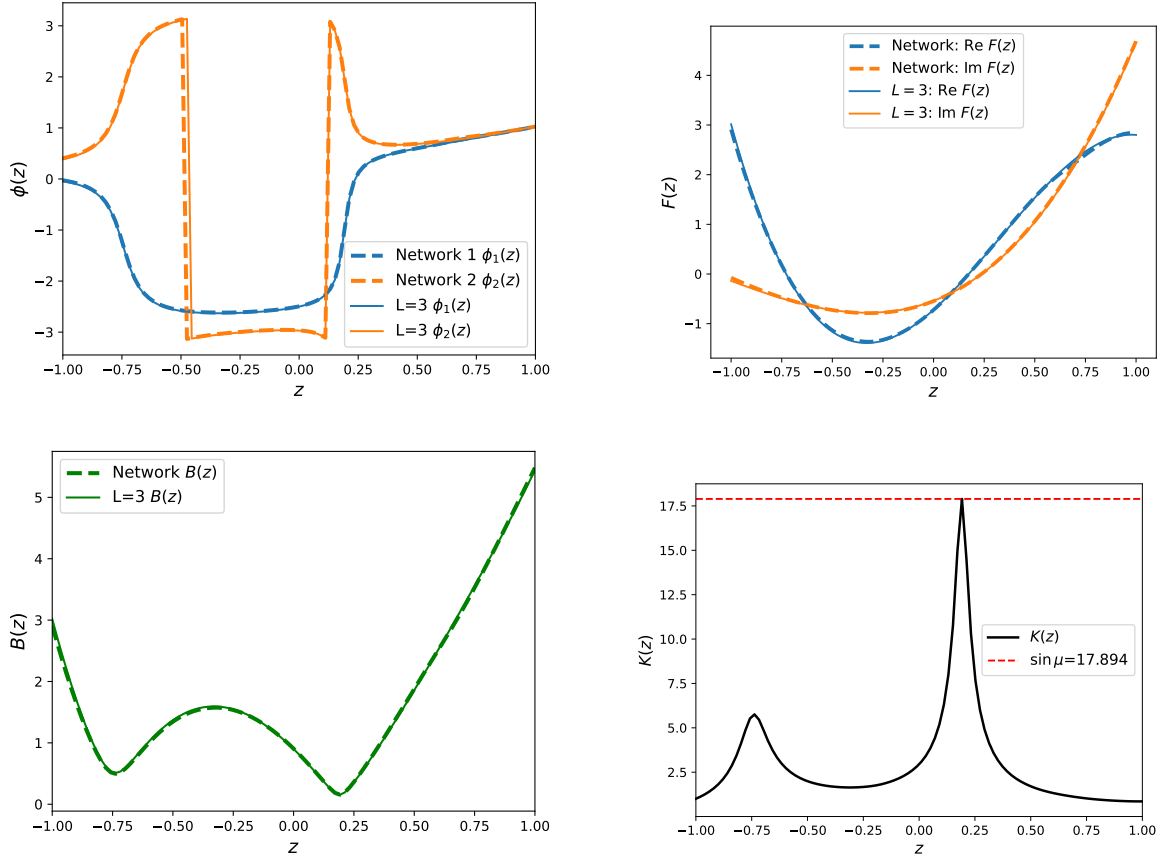 3
2
1
0
−1
−2
−3
ϕ(z)
Network 1 ϕ₁(z)
Network 2 ϕ₂(z)
L=3 ϕ₁(z)
L=3 ϕ₂(z)
−1.00 −0.75 −0.50 −0.25 0.00 0.25 0.50 0.75 1.00
z
4
3
2
1
0
−1
F(z)
Network: Re F(z)
Network: Im F(z)
L = 3: Re F(z)
L = 3: Im F(z)
−1.00 −0.75 −0.50 −0.25 0.00 0.25 0.50 0.75 1.00
z
5
4
3
2
1
0
B(z)
Network B(z)
L=3 B(z)
−1.00 −0.75 −0.50 −0.25 0.00 0.25 0.50 0.75 1.00
z
17.5
15.0
12.5
10.0
7.5
5.0
2.5
K(z)
K(z)
sin μ=17.894
−1.00 −0.75 −0.50 −0.25 0.00 0.25 0.50 0.75 1.00
z